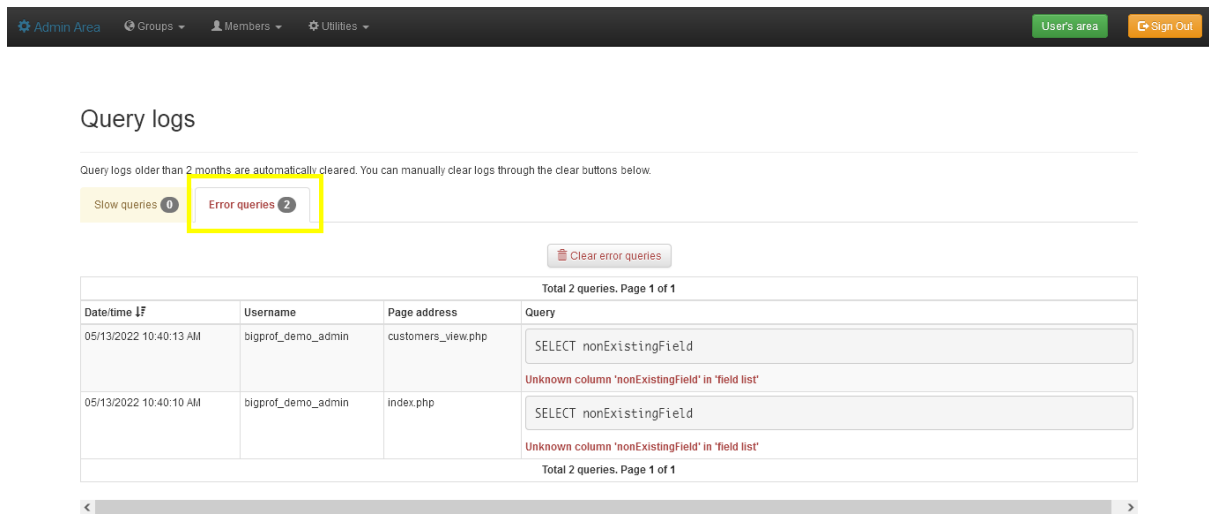 Admin Area Groups Members Utilities User's area Sign Out
Query logs
Query logs older than 2 months are automatically cleared. You can manually clear logs through the clear buttons below.
Slow queries 0 Error queries 2
Clear error queries
Total 2 queries. Page 1 of 1
Date/time Username Page address Query
05/13/2022 10:40:13 AM bigprof_demo_admin customers_view.php SELECT nonExistingField
Unknown column 'nonExistingField' in 'field list'
05/13/2022 10:40:10 AM bigprof_demo_admin index.php SELECT nonExistingField
Unknown column 'nonExistingField' in 'field list'
Total 2 queries. Page 1 of 1